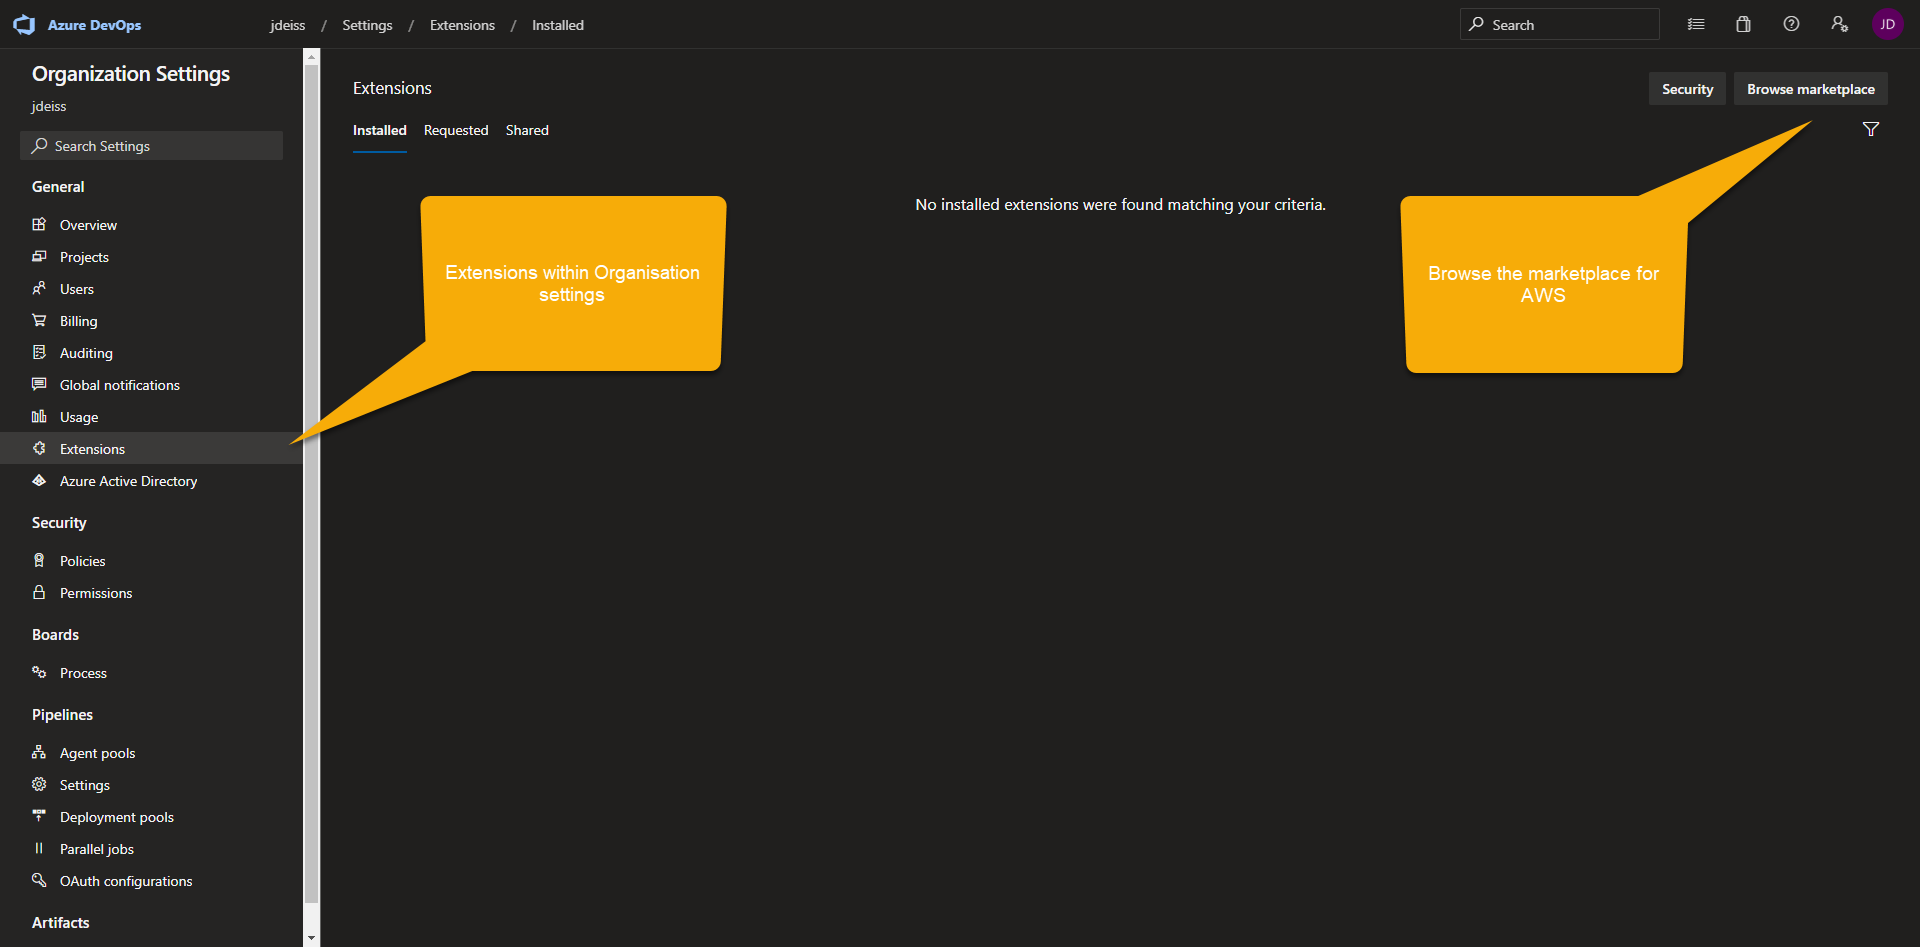 Azure DevOps
jdeiss / Settings / Extensions / Installed
Search
JD
Organization Settings
jdeiss
Search Settings
General
Overview
Projects
Users
Billing
Auditing
Global notifications
Usage
Extensions
Azure Active Directory
Security
Policies
Permissions
Boards
Process
Pipelines
Agent pools
Settings
Deployment pools
Parallel jobs
OAuth configurations
Artifacts
Extensions
Security
Browse marketplace
Installed Requested Shared
No installed extensions were found matching your criteria.
Extensions within Organisation
settings
Browse the marketplace for
AWS